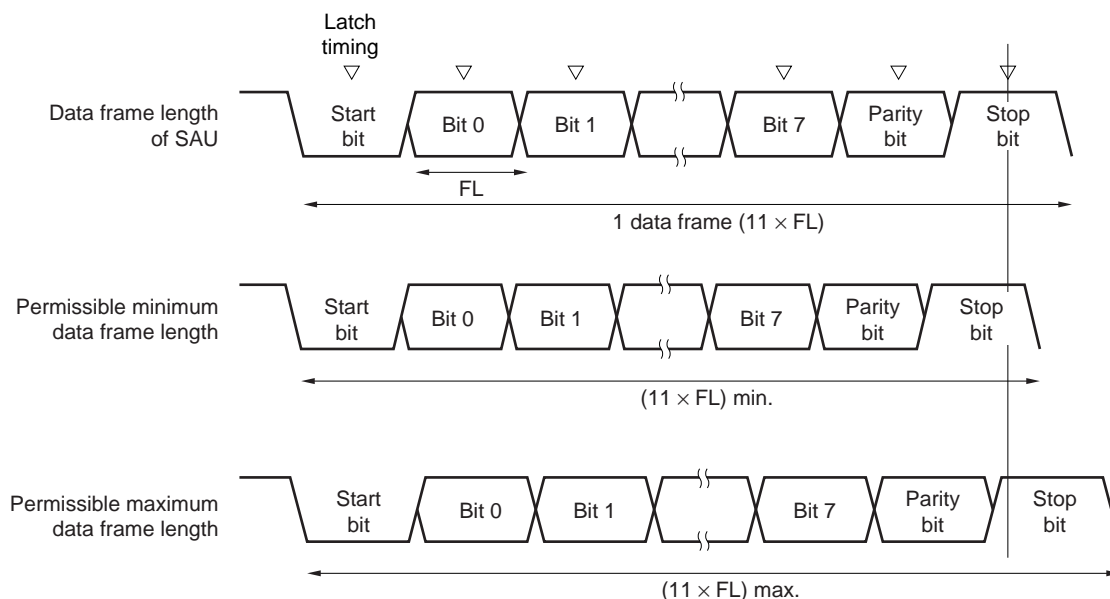 Latch
timing
Data frame length
of SAU
Start
bit
Bit 0
Bit 1
Bit 7
Parity
bit
Stop
bit
FL
1 data frame (11 × FL)
Permissible minimum
data frame length
Start
bit
Bit 0
Bit 1
Bit 7
Parity
bit
Stop
bit
(11 × FL) min.
Permissible maximum
data frame length
Start
bit
Bit 0
Bit 1
Bit 7
Parity
bit
Stop
bit
(11 × FL) max.